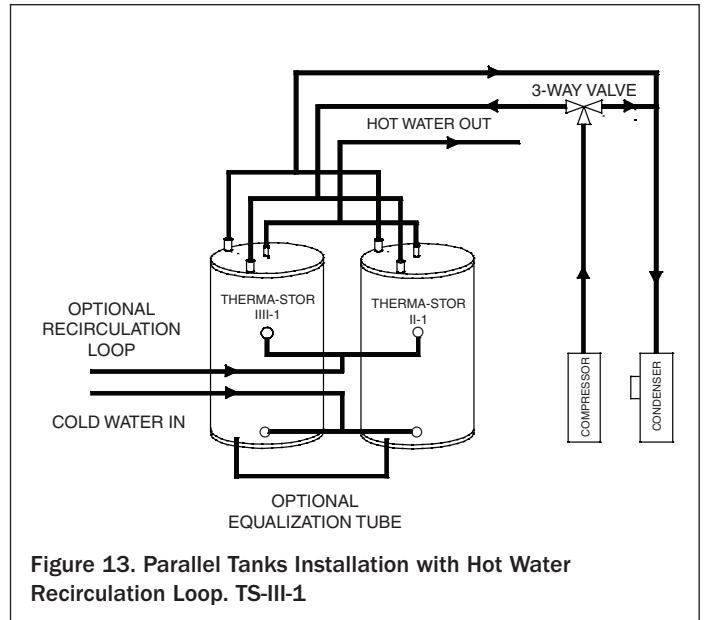 3-WAY VALVE
HOT WATER OUT
THERMA-STOR
IIII-1
THERMA-STOR
II-1
OPTIONAL
RECIRCULATION
LOOP
COLD WATER IN
COMPRESSOR
CONDENSER
OPTIONAL
EQUALIZATION TUBE
Figure 13. Parallel Tanks Installation with Hot Water
Recirculation Loop. TS-III-1